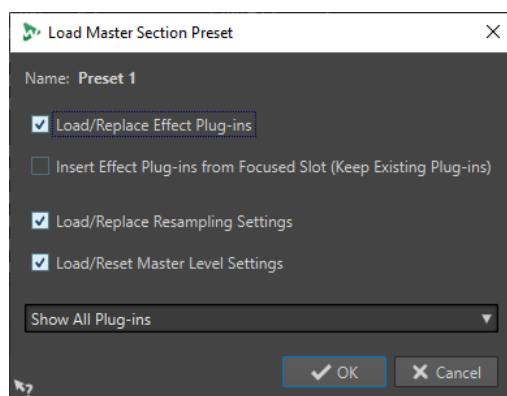 Load Master Section Preset
Name: Preset 1
Load/Replace Effect Plug-ins
Insert Effect Plug-ins from Focused Slot (Keep Existing Plug-ins)
Load/Replace Resampling Settings
Load/Reset Master Level Settings
Show All Plug-ins
OK
Cancel
?